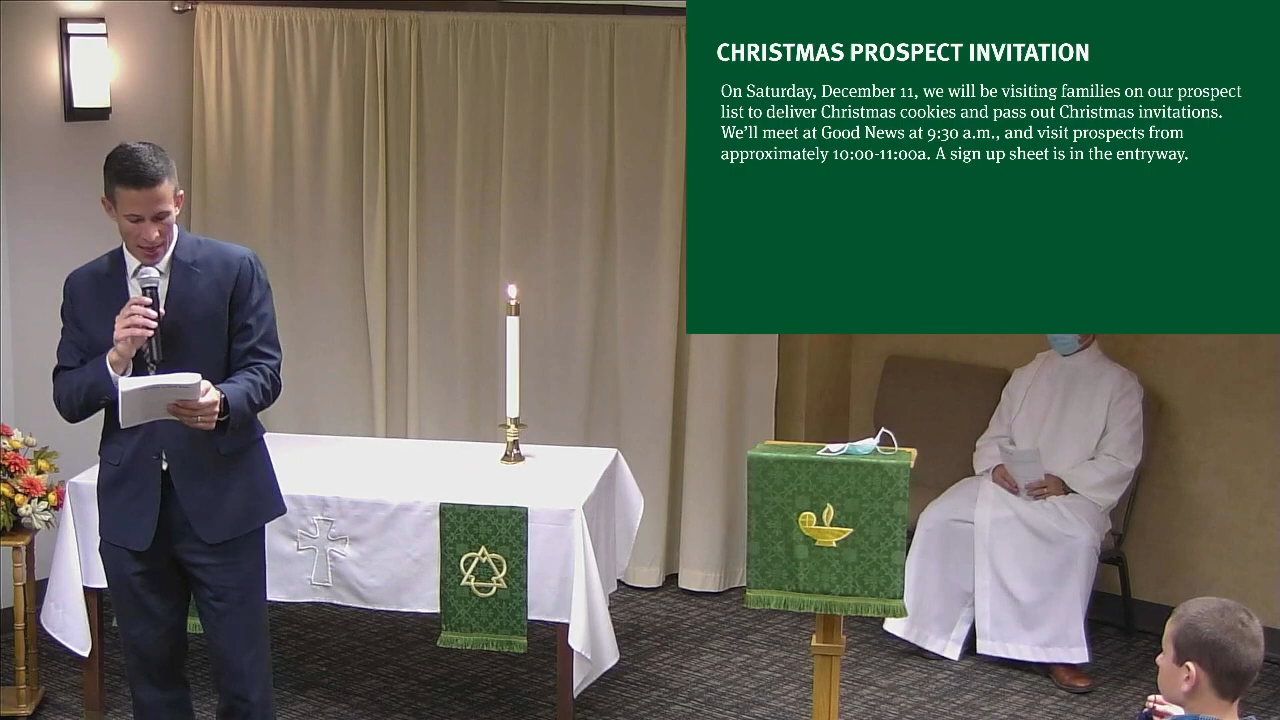 CHRISTMAS PROSPECT INVITATION
On Saturday, December 11, we will be visiting families on our prospect
list to deliver Christmas cookies and pass out Christmas invitations.
We'll meet at Good News at 9:30 a.m., and visit prospects from
approximately 10:00-11:00a. A sign up sheet is in the entryway.